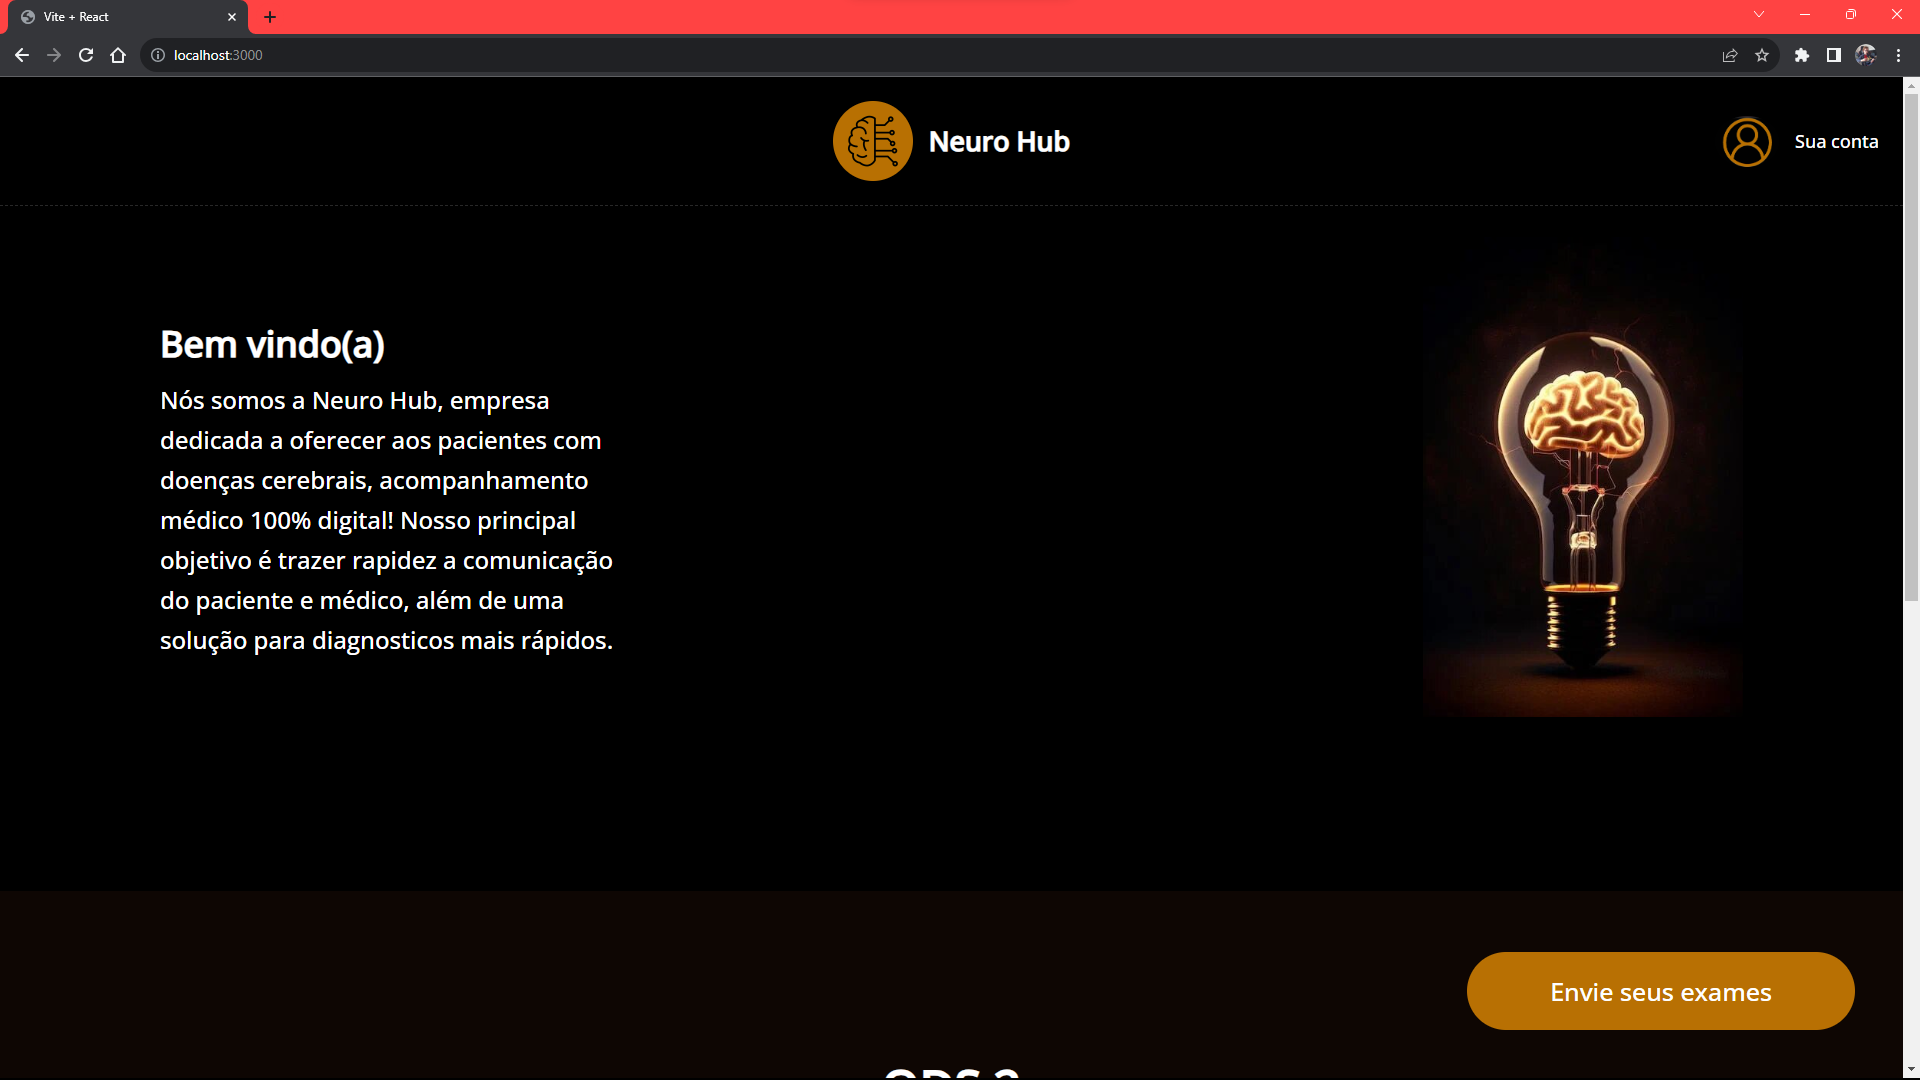 Vite + React
localhost:3000
Neuro Hub
Sua conta
Bem vindo(a)
Nós somos a Neuro Hub, empresa
dedicada a oferecer aos pacientes com
doenças cerebrais, acompanhamento
médico 100% digital! Nosso principal
objetivo é trazer rapidez a comunicação
do paciente e médico, além de uma
solução para diagnosticos mais rápidos.
Envie seus exames